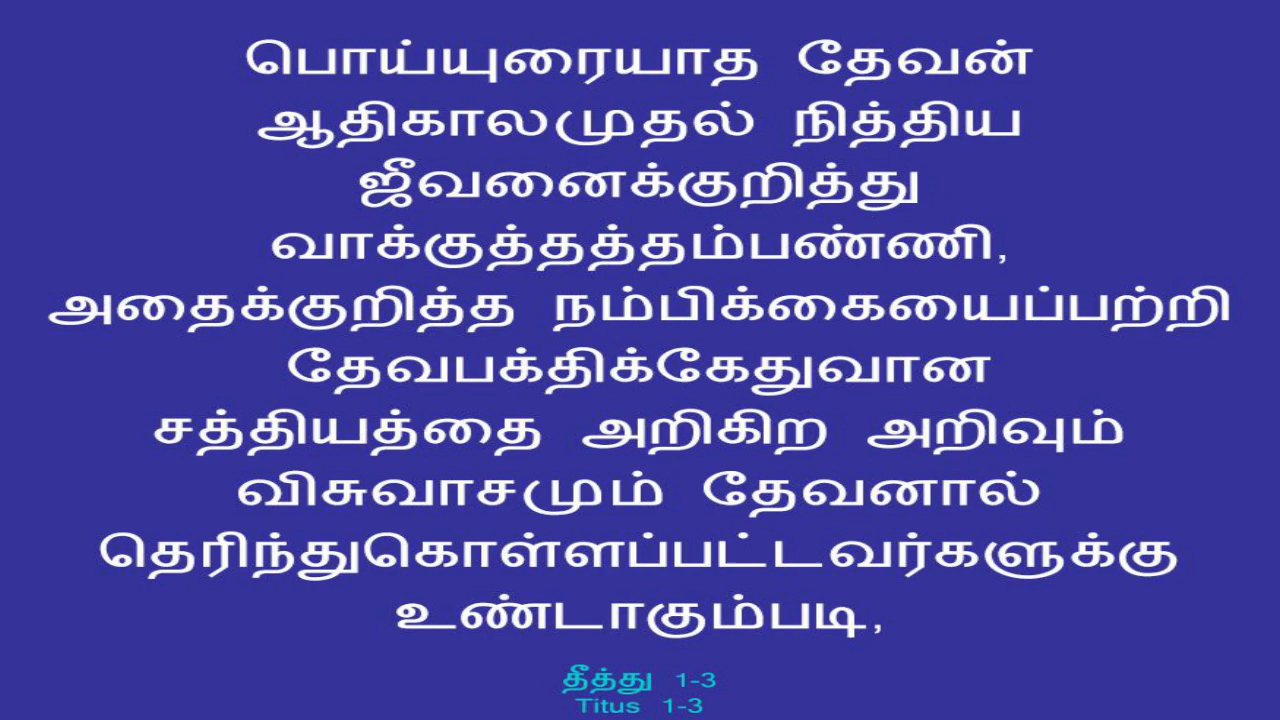 பொய்யுரையாத தேவன்
ஆதிகாலமுதல் நித்திய
ஜீவனைக்குறித்து
வாக்குத்தத்தம்பண்ணி,
அதைக்குறித்த நம்பிக்கையைப்பற்றி
தேவபக்திக்கேதுவான
சத்தியத்தை அறிகிற அறிவும்
விசுவாசமும் தேவனால்
தெரிந்துகொள்ளப்பட்டவர்களுக்கு
உண்டாகும்படி,
தீத்து 1-3
Titus 1-3